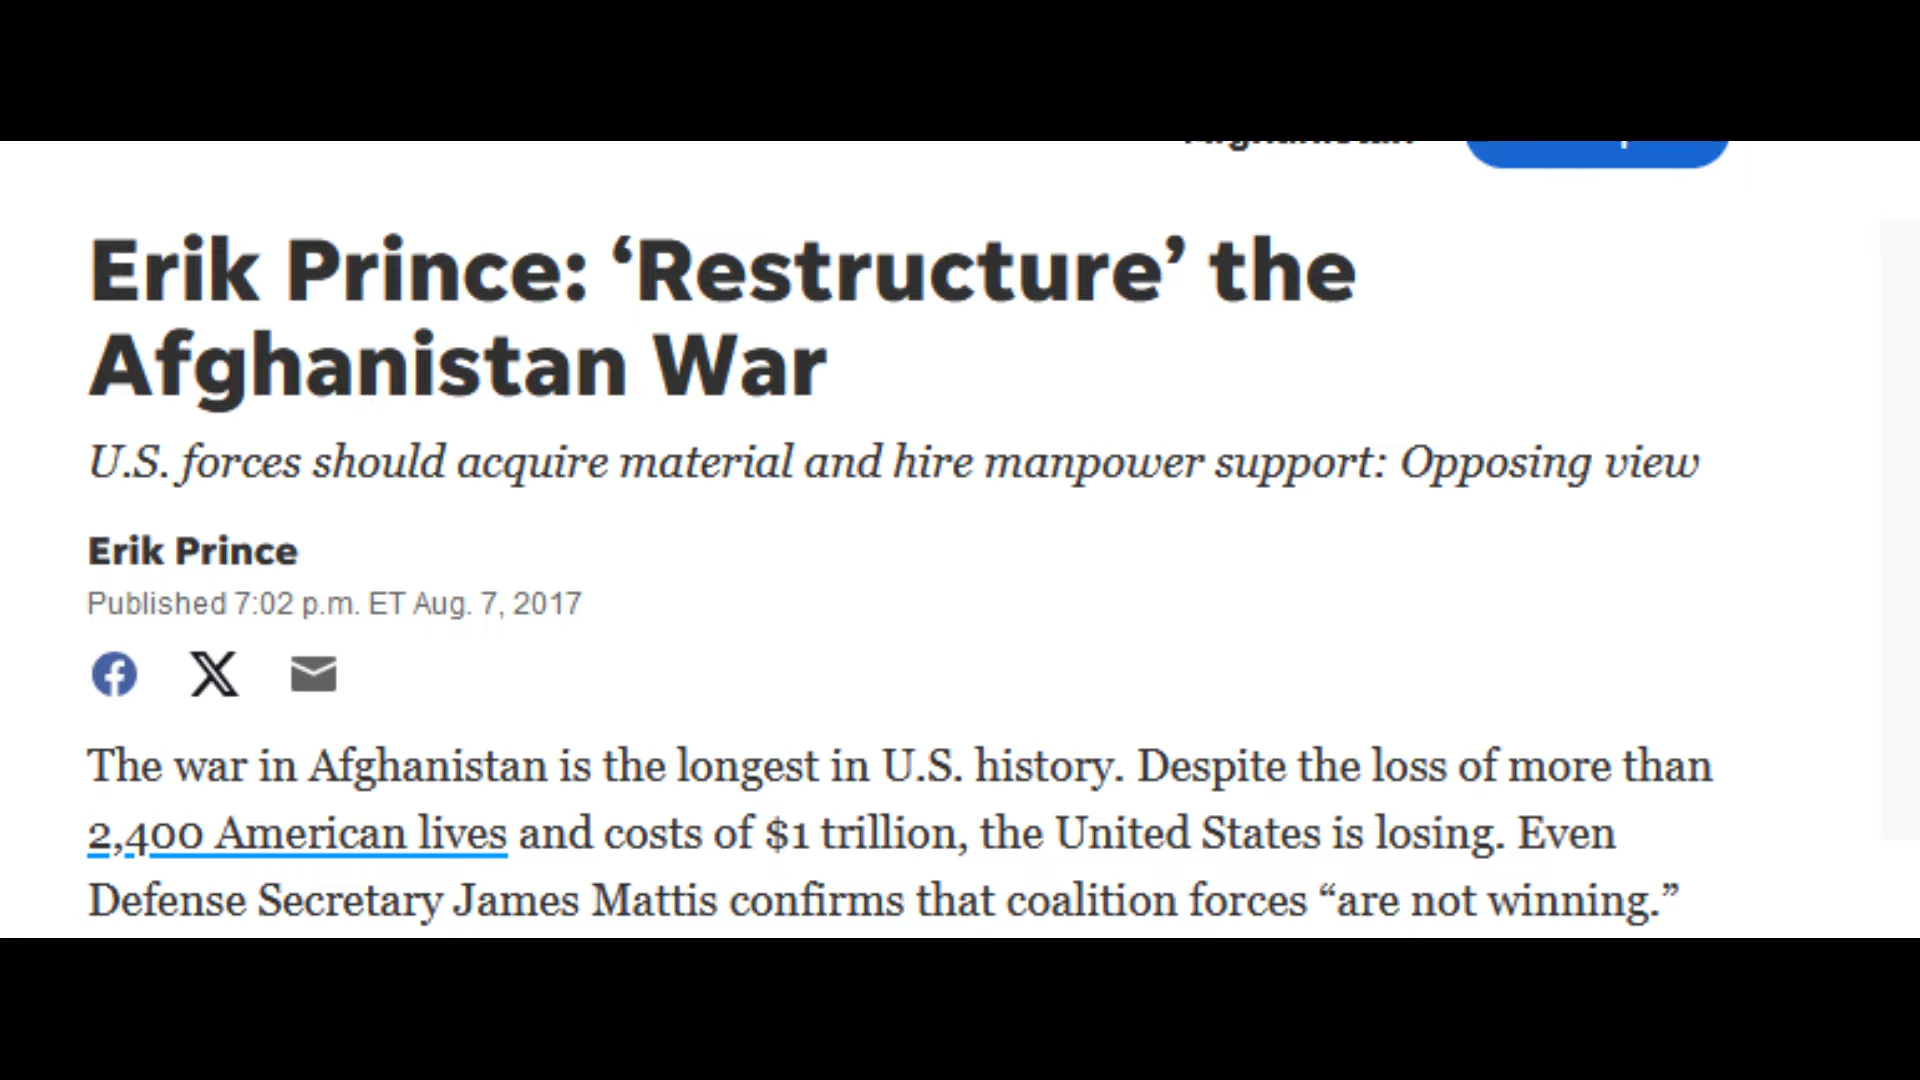 Erik Prince: ‘Restructure’ the
Afghanistan War
U.S. forces should acquire material and hire manpower support: Opposing view
Erik Prince
Published 7:02 p.m. ET Aug. 7, 2017
The war in Afghanistan is the longest in U.S. history. Despite the loss of more than
2,400 American lives and costs of $1 trillion, the United States is losing. Even
Defense Secretary James Mattis confirms that coalition forces “are not winning.”